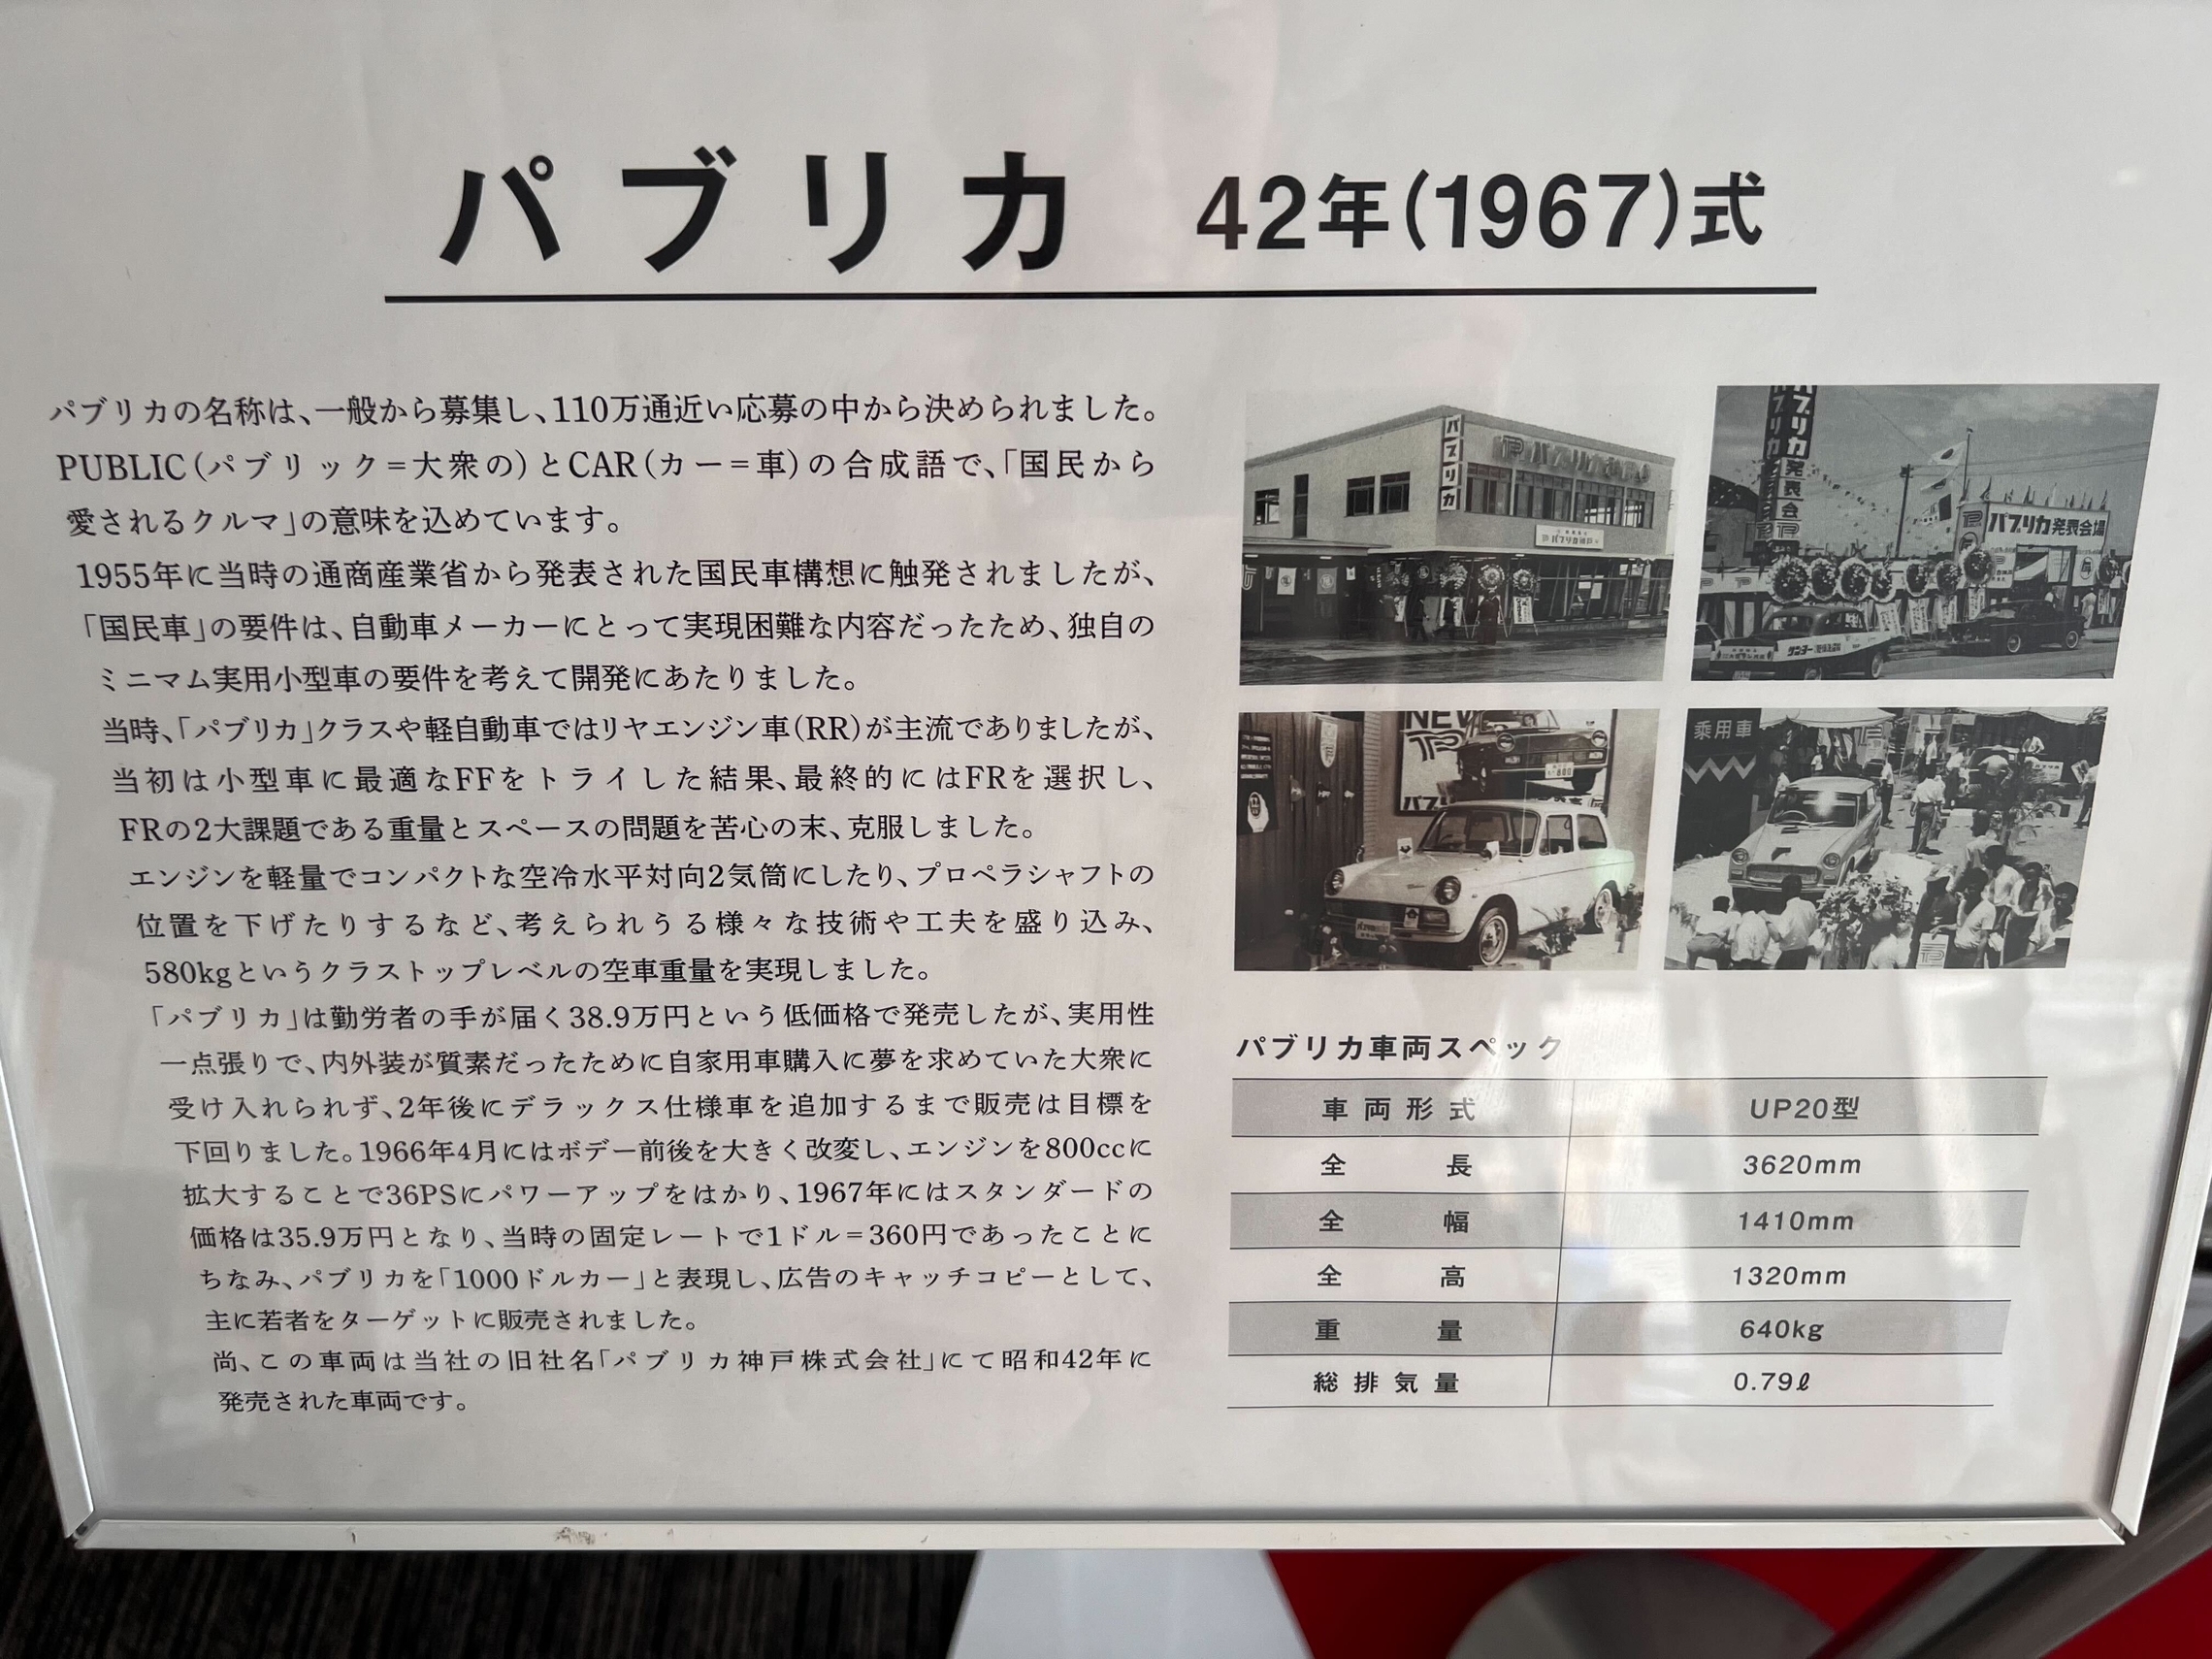 パブリカ 42年(1967)式
パブリカの名称は、一般から募集し、110万通近い応募の中から決められました。
PUBLIC(パブリック=大衆の)とCAR(カー=車)の合成語で、「国民から
愛されるクルマ」の意味を込めています。
1955年に当時の通商産業省から発表された国民車構想に触発されましたが、
「国民車」の要件は、自動車メーカーにとって実現困難な内容だったため、独自の
ミニマム実用小型車の要件を考えて開発にあたりました。
当時、「パブリカ」クラスや軽自動車ではリヤエンジン車(RR)が主流でありましたが、
当初は小型車に最適なFFをトライした結果、最終的にはFRを選択し、
FRの2大課題である重量とスペースの問題を苦心の末、克服しました。
エンジンを軽量でコンパクトな空冷水平対向2気筒にしたり、プロペラシャフトの
位置を下げたりするなど、考えられうる様々な技術や工夫を盛り込み、
580kgというクラストップレベルの空車重量を実現しました。
「パブリカ」は勤労者の手が届く38.9万円という低価格で発売したが、実用性
一点張りで、内外装が質素だったために自家用車購入に夢を求めていた大衆に
受け入れられず、2年後にデラックス仕様車を追加するまで販売は目標を
下回りました。1966年4月にはボデー前後を大きく改変し、エンジンを800ccに
拡大することで36PSにパワーアップをはかり、1967年にはスタンダードの
価格は35.9万円となり、当時の固定レートで1ドル=360円であったことに
ちなみ、パブリカを「1000ドルカー」と表現し、広告のキャッチコピーとして、
主に若者をターゲットに販売されました。
尚、この車両は当社の旧社名「パブリカ神戸株式会社」にて昭和42年に
発売された車両です。
パブリカ
パブリカ発表会
パブリカ発表会場
NEW
800
乗用車
パブリカ車両スペック
車両形式 UP20型
全長 3620mm
全幅 1410mm
全高 1320mm
重量 640kg
総排気量 0.79ℓ